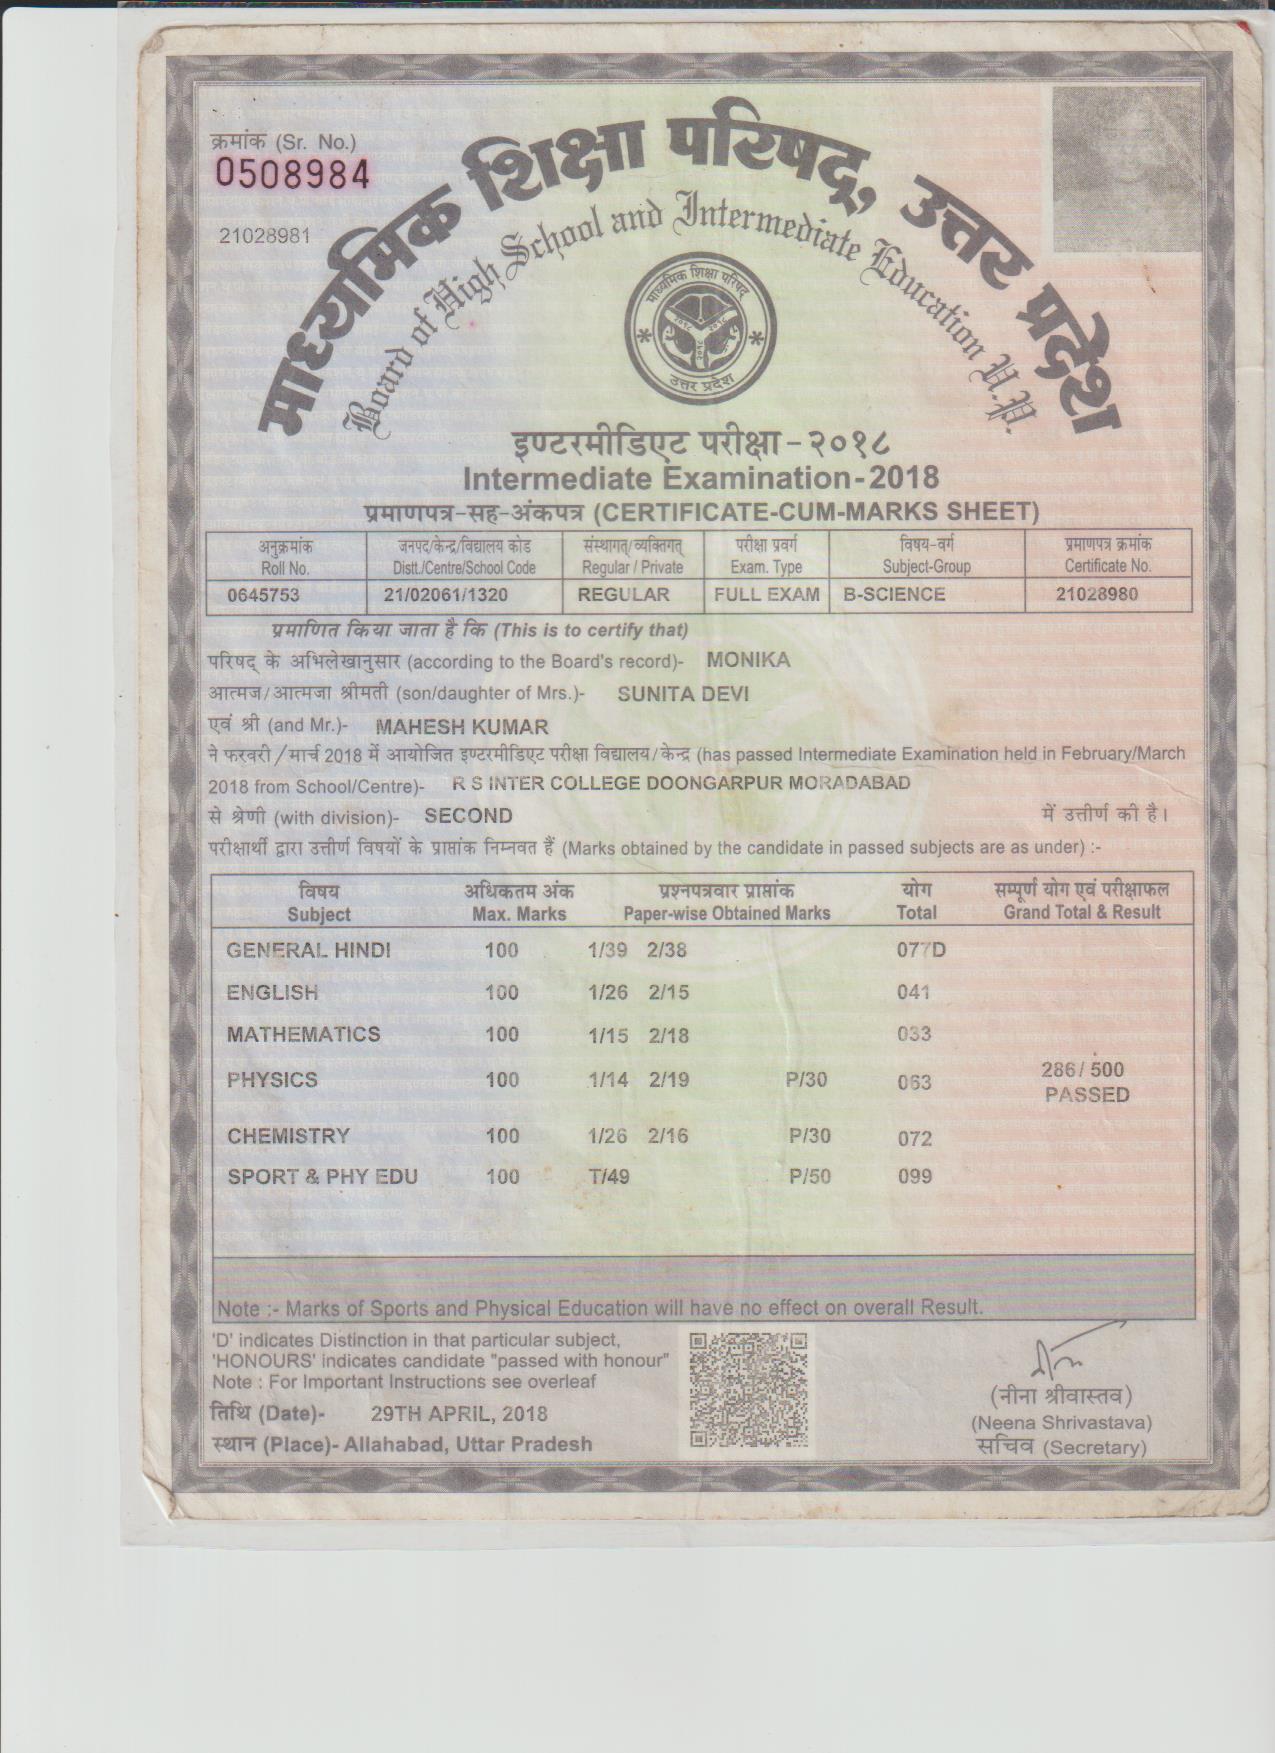 क्रमांक (Sr. No.)
0508984
21028981
माध्यमिक शिक्षा परिषद्, उत्तर प्रदेश
Board of High School and Intermediate Education U.P.
माध्यमिक शिक्षा परिषद
उत्तर प्रदेश
इण्टरमीडिएट परीक्षा-२०१८
Intermediate Examination-2018
प्रमाणपत्र-सह-अंकपत्र (CERTIFICATE-CUM-MARKS SHEET)
अनुक्रमांक जनपद/केन्द्र/विद्यालय कोड संस्थागत्/व्यक्तिगत् परीक्षा प्रवर्ग विषय-वर्ग प्रमाणपत्र क्रमांक
Roll No. Distt./Centre/School Code Regular / Private Exam. Type Subject-Group Certificate No.
0645753 21/02061/1320 REGULAR FULL EXAM B-SCIENCE 21028980
प्रमाणित किया जाता है कि (This is to certify that)
परिषद् के अभिलेखानुसार (according to the Board's record)- MONIKA
आत्मज/आत्मजा श्रीमती (son/daughter of Mrs.)- SUNITA DEVI
एवं श्री (and Mr.)- MAHESH KUMAR
ने फरवरी/मार्च 2018 में आयोजित इण्टरमीडिएट परीक्षा विद्यालय/केन्द्र (has passed Intermediate Examination held in February/March
2018 from School/Centre)- R S INTER COLLEGE DOONGARPUR MORADABAD
से श्रेणी (with division)- SECOND में उत्तीर्ण की है।
परीक्षार्थी द्वारा उत्तीर्ण विषयों के प्राप्तांक निम्नवत हैं (Marks obtained by the candidate in passed subjects are as under) :-
विषय अधिकतम अंक प्रश्नपत्रवार प्राप्तांक योग सम्पूर्ण योग एवं परीक्षाफल
Subject Max. Marks Paper-wise Obtained Marks Total Grand Total & Result
GENERAL HINDI 100 1/39 2/38 077D
ENGLISH 100 1/26 2/15 041
MATHEMATICS 100 1/15 2/18 033
PHYSICS 100 1/14 2/19 P/30 063 286/ 500
PASSED
CHEMISTRY 100 1/26 2/16 P/30 072
SPORT & PHY EDU 100 T/49 P/50 099
Note :- Marks of Sports and Physical Education will have no effect on overall Result.
'D' indicates Distinction in that particular subject,
'HONOURS' indicates candidate "passed with honour"
Note : For Important Instructions see overleaf
तिथि (Date)- 29TH APRIL, 2018
स्थान (Place)- Allahabad, Uttar Pradesh
(नीना श्रीवास्तव)
(Neena Shrivastava)
सचिव (Secretary)